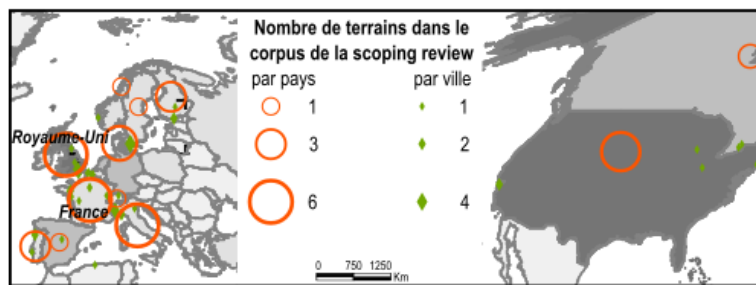 Nombre de terrains dans le
corpus de la scoping review
par pays par ville
1 1
3 2
6 4
Royaume-Uni
France
0 750 1250
Km